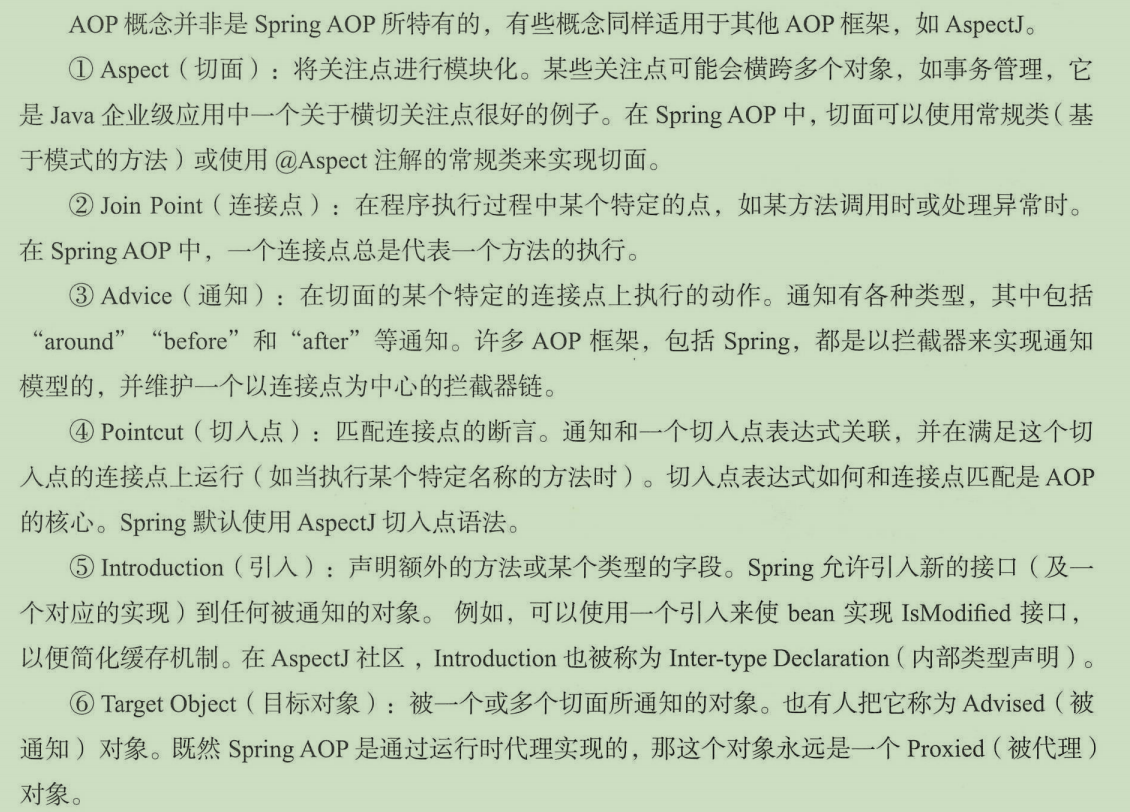 AOP 概念并非是 Spring AOP 所特有的，有些概念同样适用于其他 AOP 框架，如 AspectJ。
① Aspect（切面）：将关注点进行模块化。某些关注点可能会横跨多个对象，如事务管理，它
是 Java 企业级应用中一个关于横切关注点很好的例子。在 Spring AOP 中，切面可以使用常规类（基
于模式的方法）或使用 @Aspect 注解的常规类来实现切面。
② Join Point（连接点）：在程序执行过程中某个特定的点，如某方法调用时或处理异常时。
在 Spring AOP 中，一个连接点总是代表一个方法的执行。
③ Advice（通知）：在切面的某个特定的连接点上执行的动作。通知有各种类型，其中包括
“around”“before”和“after”等通知。许多 AOP 框架，包括 Spring，都是以拦截器来实现通知
模型的，并维护一个以连接点为中心的拦截器链。
④ Pointcut（切入点）：匹配连接点的断言。通知和一个切入点表达式关联，并在满足这个切
入点的连接点上运行（如当执行某个特定名称的方法时）。切入点表达式如何和连接点匹配是 AOP
的核心。Spring 默认使用 AspectJ 切入点语法。
⑤ Introduction（引入）：声明额外的方法或某个类型的字段。Spring 允许引入新的接口（及一
个对应的实现）到任何被通知的对象。 例如，可以使用一个引入来使 bean 实现 IsModified 接口，
以便简化缓存机制。在 AspectJ 社区，Introduction 也被称为 Inter-type Declaration（内部类型声明）。
⑥ Target Object（目标对象）：被一个或多个切面所通知的对象。也有人把它称为 Advised（被
通知）对象。既然 Spring AOP 是通过运行时代理实现的，那这个对象永远是一个 Proxied（被代理）
对象。